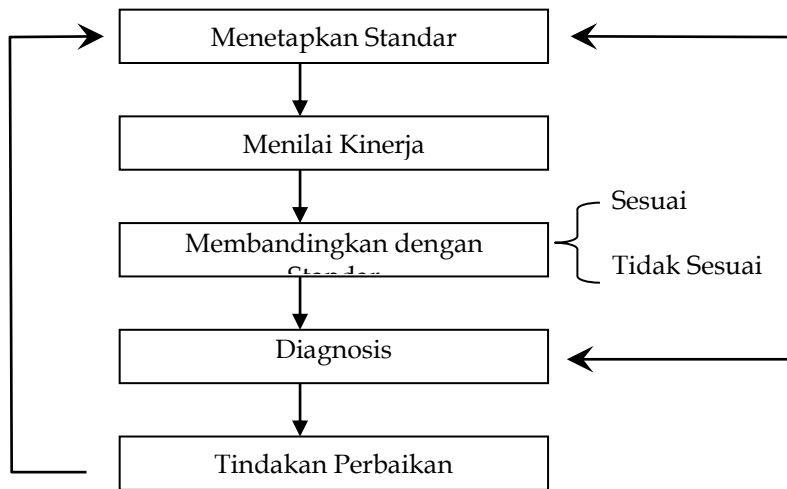 Menetapkan Standar
Menilai Kinerja
Sesuai
Membandingkan dengan
Tidak Sesuai
Diagnosis
Tindakan Perbaikan